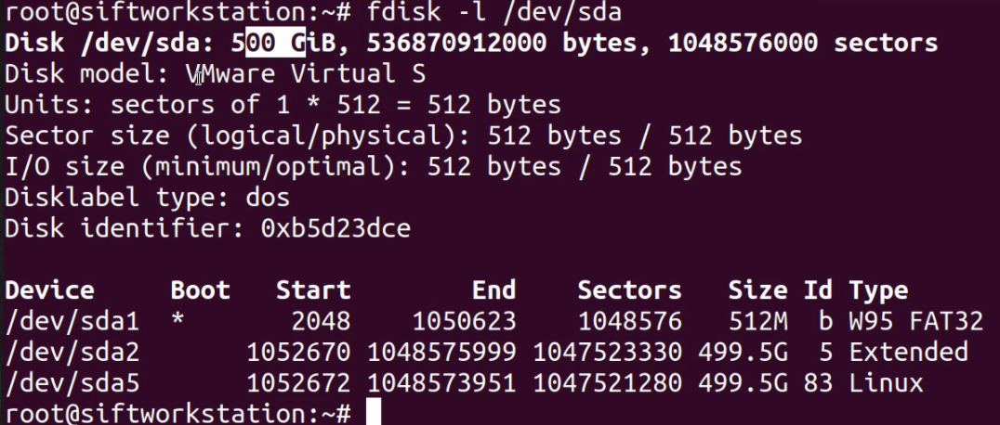 root@siftworkstation:~# fdisk -l /dev/sda
Disk /dev/sda: 500 GiB, 536870912000 bytes, 1048576000 sectors
Disk model: VMware Virtual S
Units: sectors of 1 * 512 = 512 bytes
Sector size (logical/physical): 512 bytes / 512 bytes
I/O size (minimum/optimal): 512 bytes / 512 bytes
Disklabel type: dos
Disk identifier: 0xb5d23dce
Device     Boot   Start        End    Sectors   Size Id Type
/dev/sda1  *       2048    1050623    1048576   512M  b W95 FAT32
/dev/sda2       1052670 1048575999 1047523330 499.5G  5 Extended
/dev/sda5       1052672 1048573951 1047521280 499.5G 83 Linux
root@siftworkstation:~#